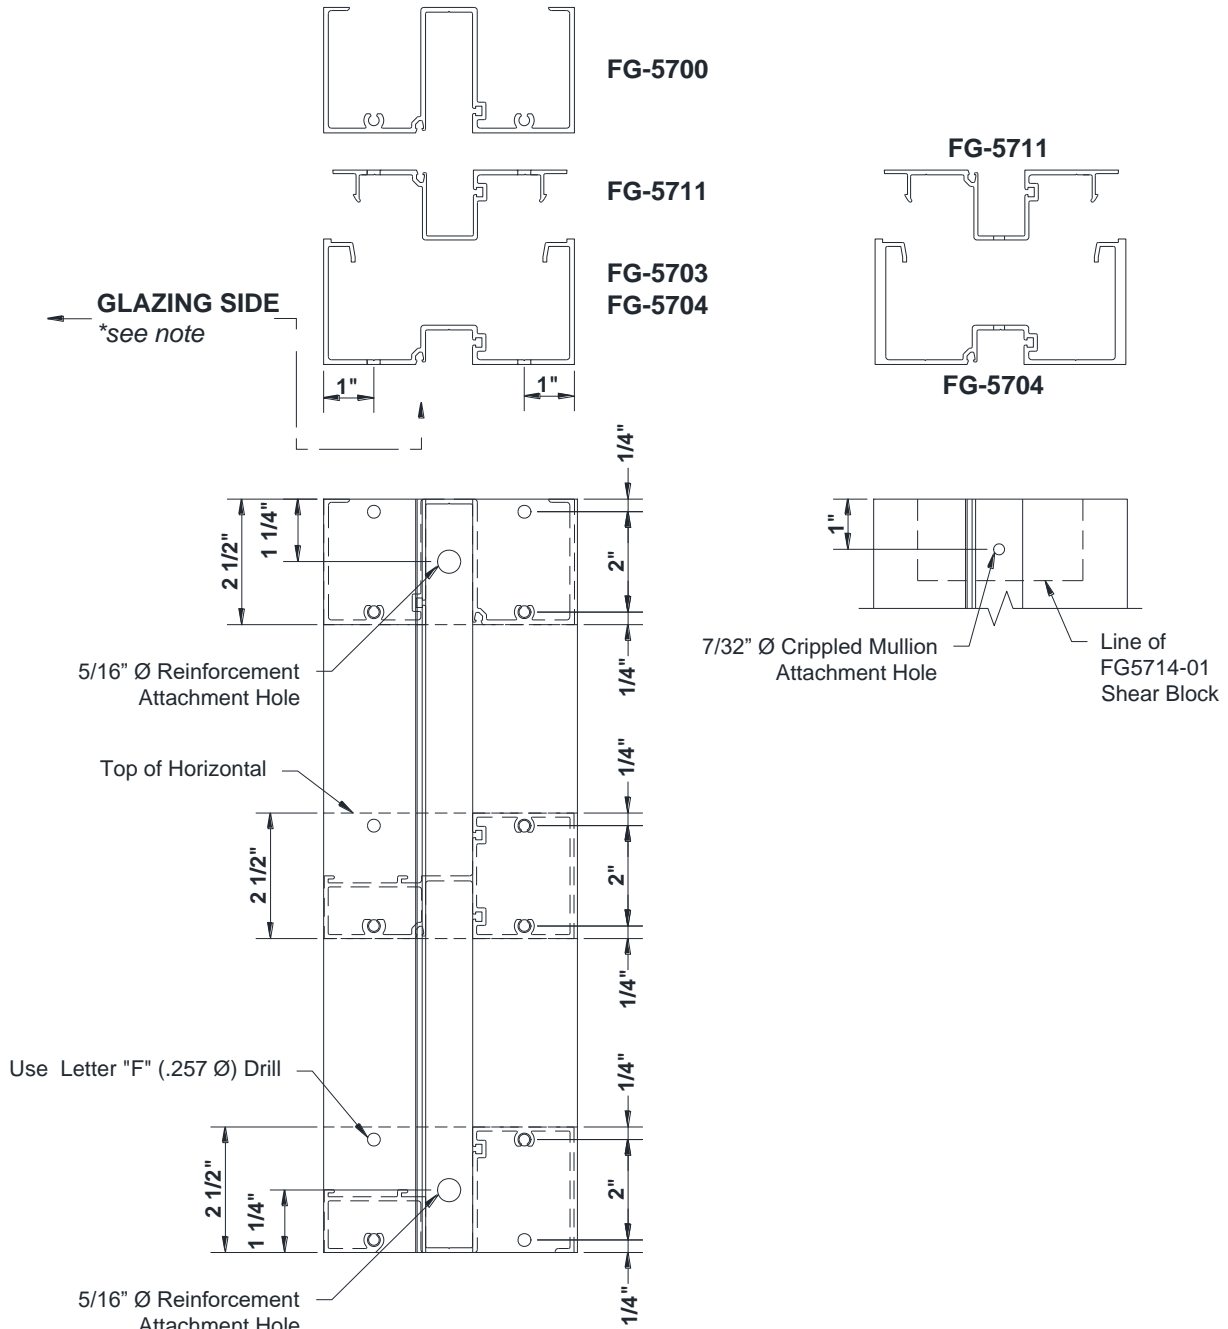 FG-5700
FG-5711
FG-5711
FG-5703
FG-5704
GLAZING SIDE
*see note
FG-5704
1"
1"
1/4"
1 1/4"
2 1/2"
2"
1"
5/16” Ø Reinforcement
Attachment Hole
1/4"
7/32” Ø Crippled Mullion
Attachment Hole
Line of
FG5714-01
Shear Block
Top of Horizontal
1/4"
2 1/2"
2"
1/4"
Use Letter "F" (.257 Ø) Drill
1/4"
2 1/2"
1 1/4"
2"
5/16” Ø Reinforcement
Attachment Hole
1/4"